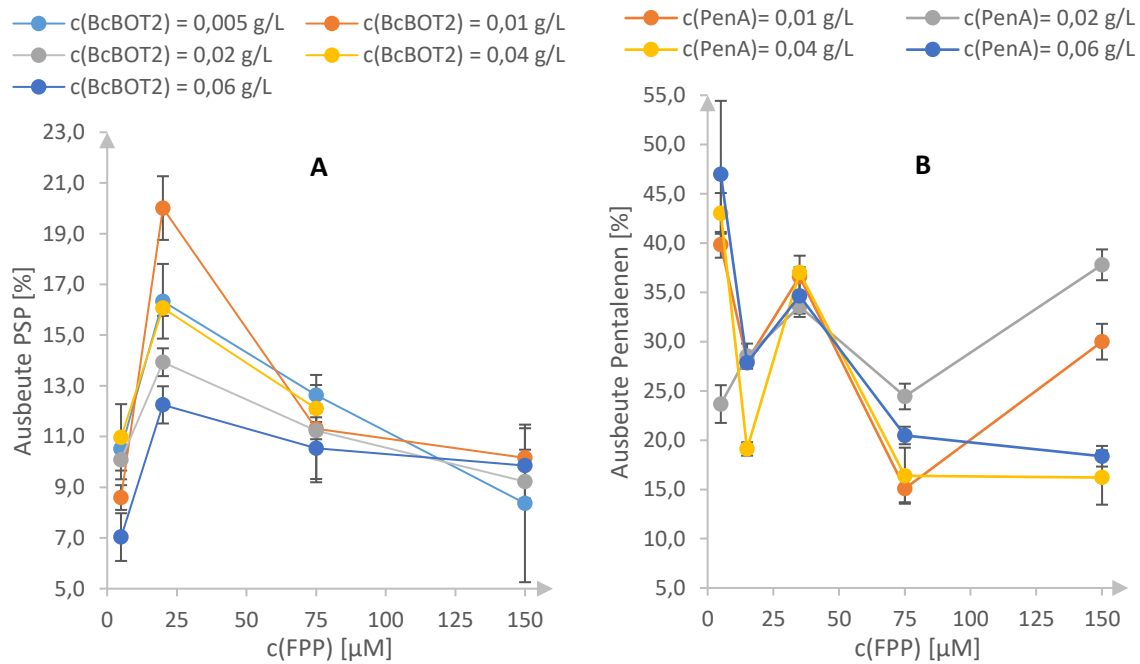 c(BcBOT2) = 0,005 g/L c(BcBOT2) = 0,01 g/L
c(BcBOT2) = 0,02 g/L c(BcBOT2) = 0,04 g/L
c(BcBOT2) = 0,06 g/L
23,0
21,0
19,0
17,0
15,0
13,0
11,0
9,0
7,0
5,0
Ausbeute PSP [%]
A
0 25 50 75 100 125 150
c(FPP) [µM]
c(PenA)= 0,01 g/L c(PenA)= 0,02 g/L
c(PenA)= 0,04 g/L c(PenA)= 0,06 g/L
55,0
50,0
45,0
40,0
35,0
30,0
25,0
20,0
15,0
10,0
5,0
Ausbeute Pentalenen [%]
B
0 25 50 75 100 125 150
c(FPP) [µM]